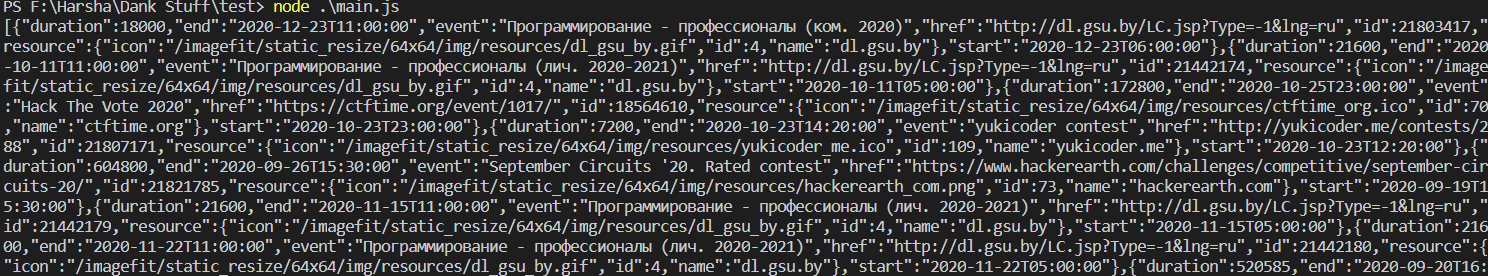 PS F:\Harsha\Dank Stuff\test> node .\main.js
[{"duration":18000,"end":"2020-12-23T11:00:00","event":"Программирование - профессионалы (ком. 2020)","href":"http://dl.gsu.by/LC.jsp?Type=-1&lng=ru","id":21803417,"
resource":{"icon":"/imagefit/static_resize/64x64/img/resources/dl_gsu_by.gif","id":4,"name":"dl.gsu.by"},"start":"2020-12-23T06:00:00"},{"duration":21600,"end":"2020
-10-11T11:00:00","event":"Программирование - профессионалы (лич. 2020-2021)","href":"http://dl.gsu.by/LC.jsp?Type=-1&lng=ru","id":21442174,"resource":{"icon":"/image
fit/static_resize/64x64/img/resources/dl_gsu_by.gif","id":4,"name":"dl.gsu.by"},"start":"2020-10-11T05:00:00"},{"duration":172800,"end":"2020-10-25T23:00:00","event"
:"Hack The Vote 2020","href":"https://ctftime.org/event/1017/","id":18564610,"resource":{"icon":"/imagefit/static_resize/64x64/img/resources/ctftime_org.ico","id":70
,"name":"ctftime.org"},"start":"2020-10-23T23:00:00"},{"duration":7200,"end":"2020-10-23T14:20:00","event":"yukicoder contest","href":"http://yukicoder.me/contests/2
88","id":21807171,"resource":{"icon":"/imagefit/static_resize/64x64/img/resources/yukicoder_me.ico","id":109,"name":"yukicoder.me"},"start":"2020-10-23T12:20:00"},{"
duration":604800,"end":"2020-09-26T15:30:00","event":"September Circuits '20. Rated contest","href":"https://www.hackerearth.com/challenges/competitive/september-cir
cuits-20/","id":21821785,"resource":{"icon":"/imagefit/static_resize/64x64/img/resources/hackerearth_com.png","id":73,"name":"hackerearth.com"},"start":"2020-09-19T1
5:30:00"},{"duration":21600,"end":"2020-11-15T11:00:00","event":"Программирование - профессионалы (лич. 2020-2021)","href":"http://dl.gsu.by/LC.jsp?Type=-1&lng=ru","
id":21442179,"resource":{"icon":"/imagefit/static_resize/64x64/img/resources/dl_gsu_by.gif","id":4,"name":"dl.gsu.by"},"start":"2020-11-15T05:00:00"},{"duration":216
00,"end":"2020-11-22T11:00:00","event":"Программирование - профессионалы (лич. 2020-2021)","href":"http://dl.gsu.by/LC.jsp?Type=-1&lng=ru","id":21442180,"resource":{
"icon":"/imagefit/static_resize/64x64/img/resources/dl_gsu_by.gif","id":4,"name":"dl.gsu.by"},"start":"2020-11-22T05:00:00"},{"duration":520585,"end":"2020-09-20T16: